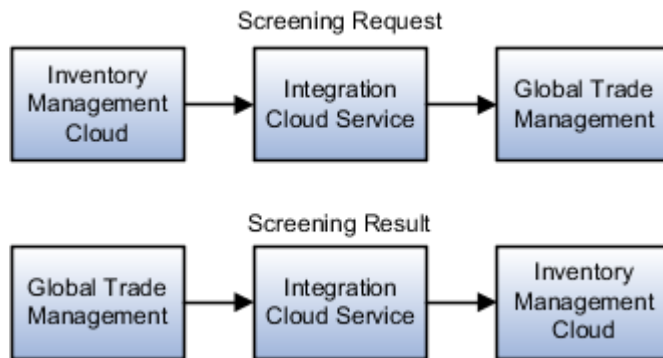 Screening Request
Inventory
Management
Cloud
Integration
Cloud Service
Global Trade
Management
Screening Result
Global Trade
Management
Integration
Cloud Service
Inventory
Management
Cloud